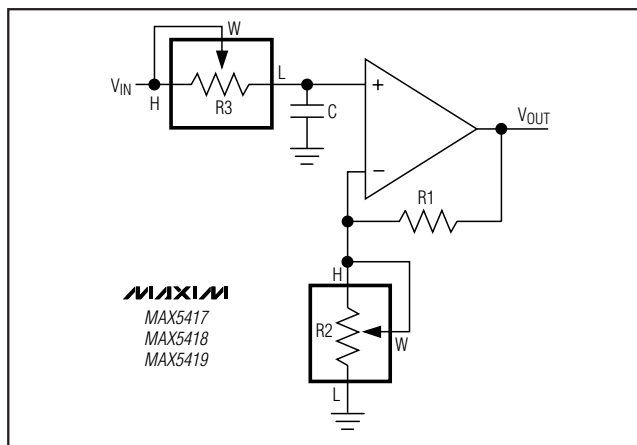 W
V_IN
H
R3
L
C
+
−
V_OUT
R1
H
R2
W
L
MAXIM
MAX5417
MAX5418
MAX5419